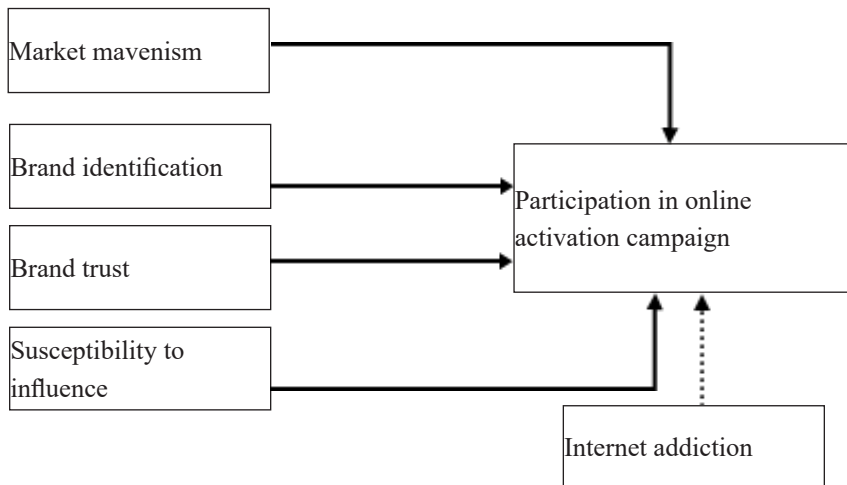 Market mavenism
Brand identification
Participation in online
activation campaign
Brand trust
Susceptibility to
influence
Internet addiction